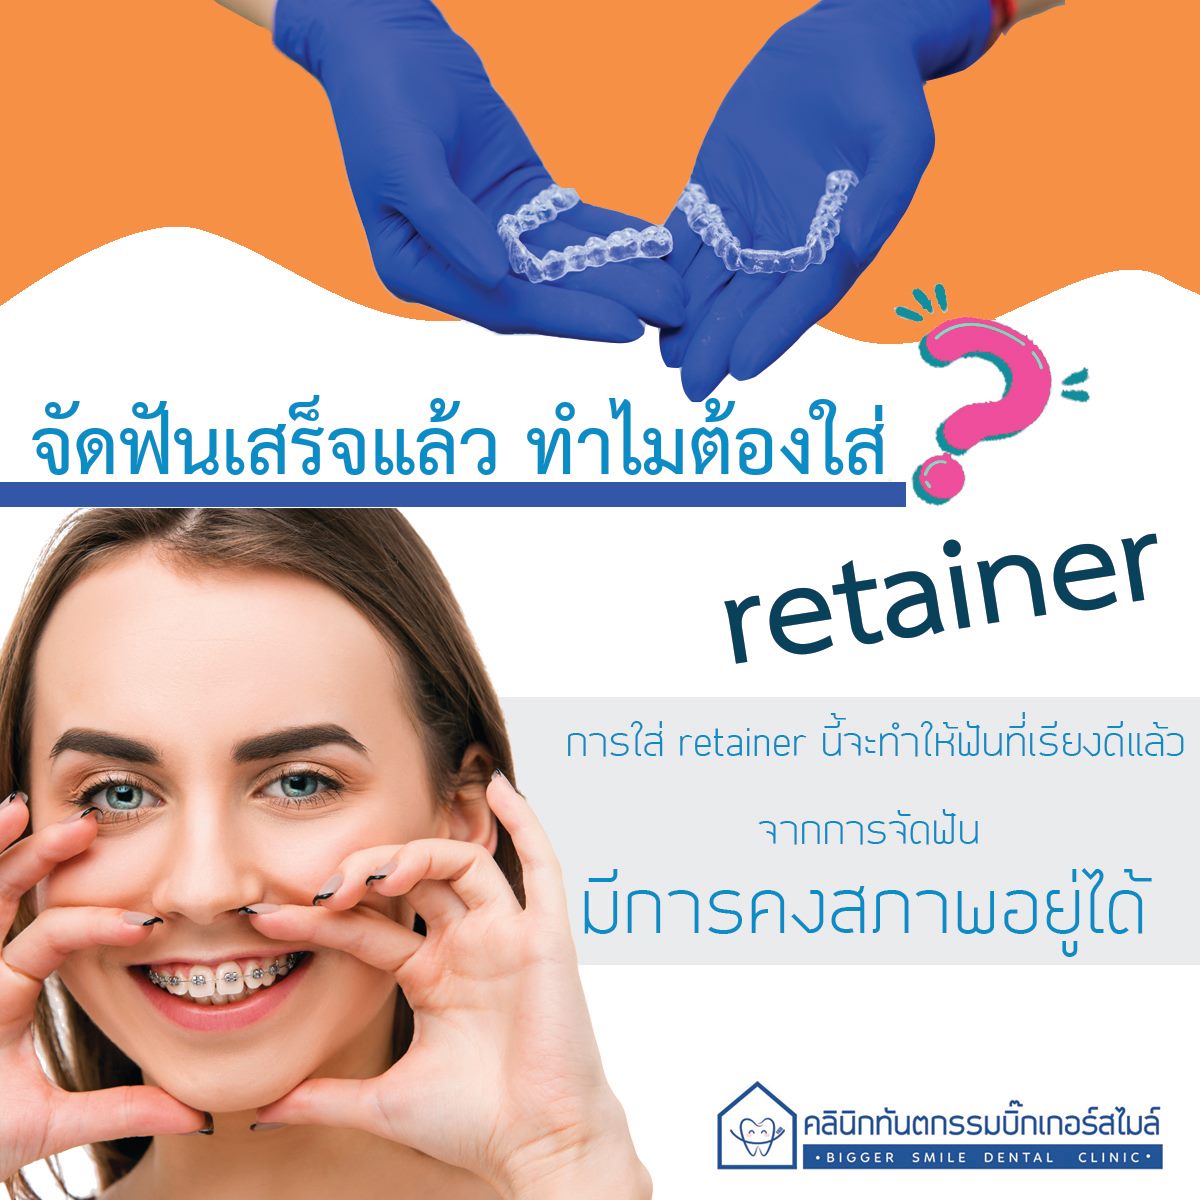 จัดฟันเสร็จแล้ว ทำไมต้องใส่
?
retainer
การใส่ retainer นี้จะทำให้ฟันที่เรียงดีแล้ว
จากการจัดฟัน
มีการคงสภาพอยู่ได้
คลินิกทันตกรรมบิ๊กเกอร์สไมล์
• BIGGER SMILE DENTAL CLINIC •